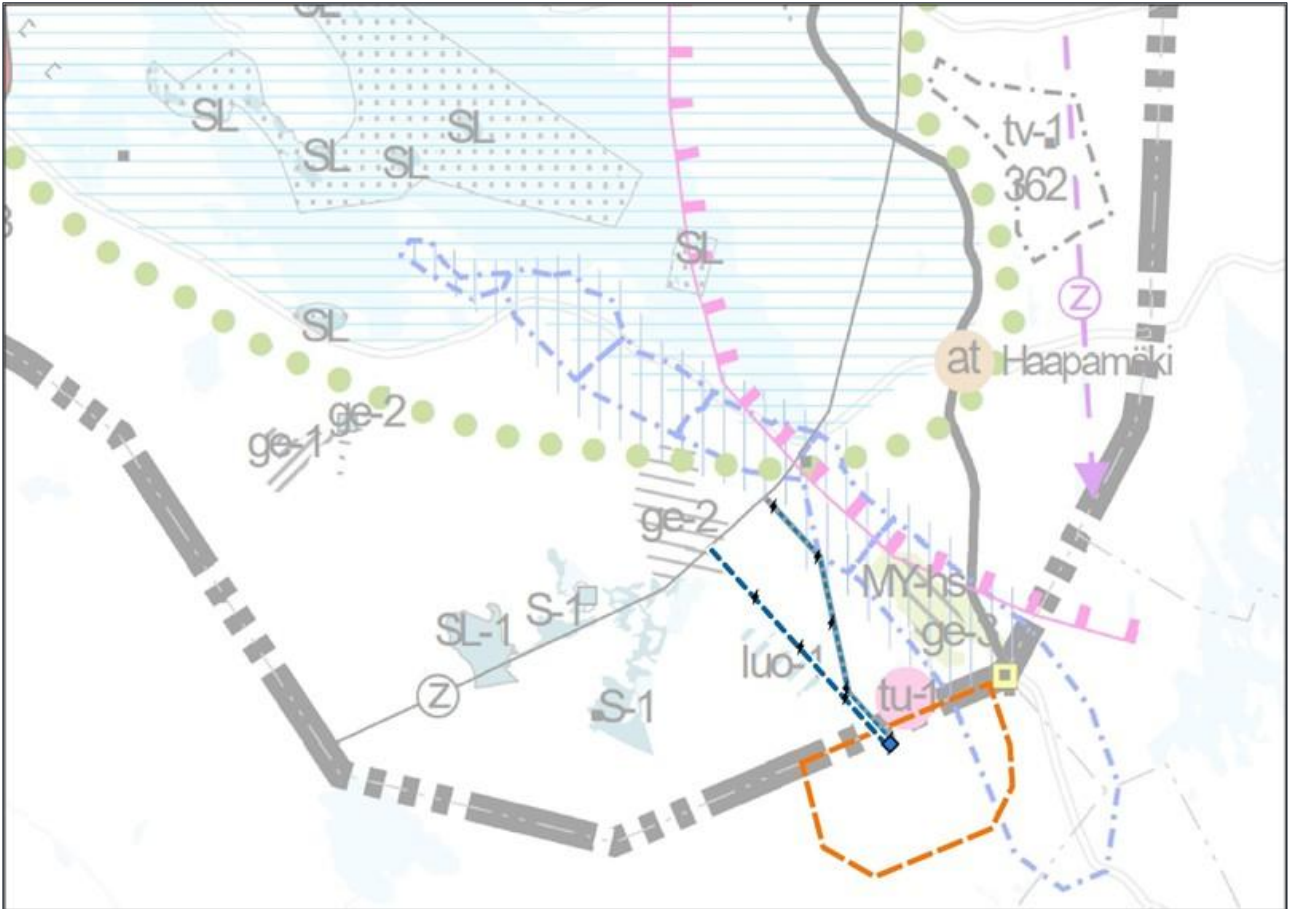 SL
SL
SL
SL
SL
tv-1
362
SL
Z
SL
at Haapamäki
ge-2
ge-1
ge-2
MY-hs
S-1
SL-1
ge-3
luo-1
tu-1
Z
S-1